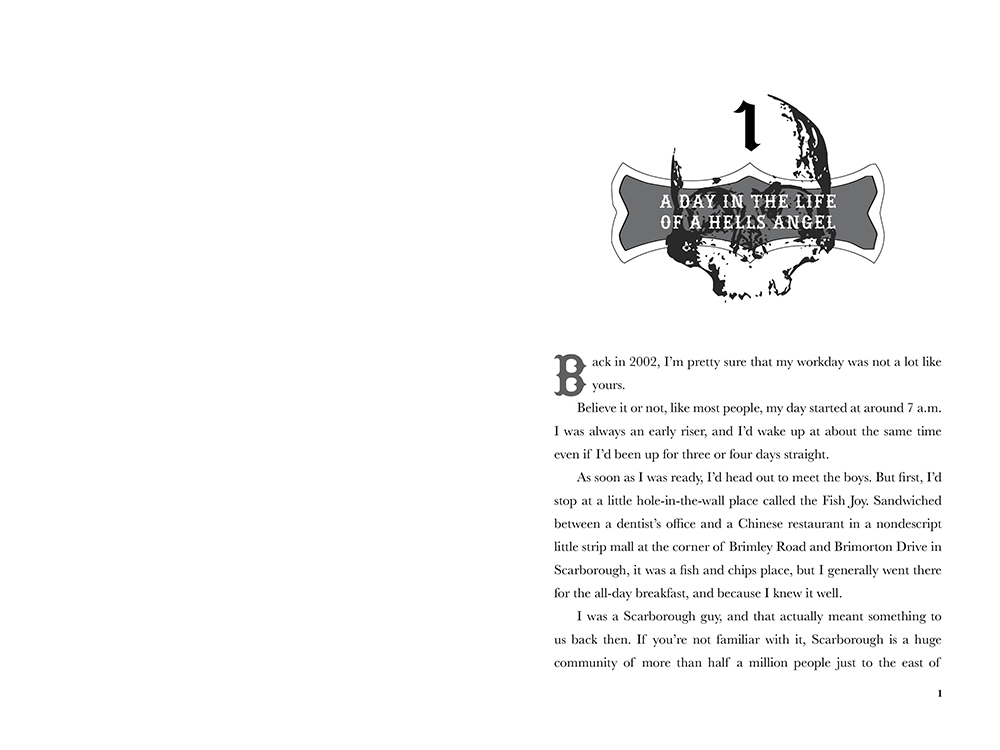 1
A DAY IN THE LIFE
OF A HELLS ANGEL
Back in 2002, I’m pretty sure that my workday was not a lot like
yours.
Believe it or not, like most people, my day started at around 7 a.m.
I was always an early riser, and I’d wake up at about the same time
even if I’d been up for three or four days straight.
As soon as I was ready, I’d head out to meet the boys. But first, I’d
stop at a little hole-in-the-wall place called the Fish Joy. Sandwiched
between a dentist’s office and a Chinese restaurant in a nondescript
little strip mall at the corner of Brimley Road and Brimorton Drive in
Scarborough, it was a fish and chips place, but I generally went there
for the all-day breakfast, and because I knew it well.
I was a Scarborough guy, and that actually meant something to
us back then. If you’re not familiar with it, Scarborough is a huge
community of more than half a million people just to the east of
1